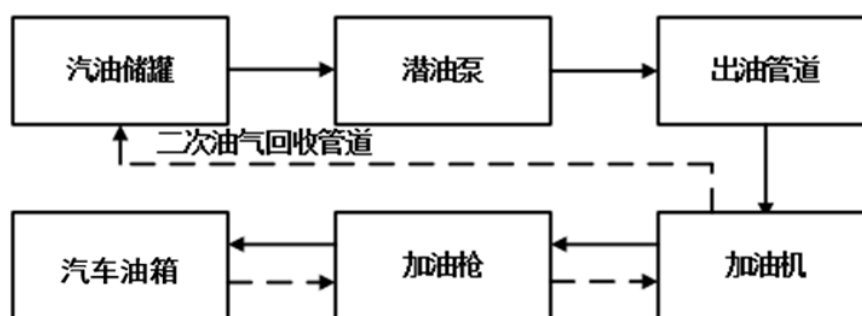 汽油储罐
潜油泵
出油管道
二次油气回收管道
汽车油箱
加油枪
加油机